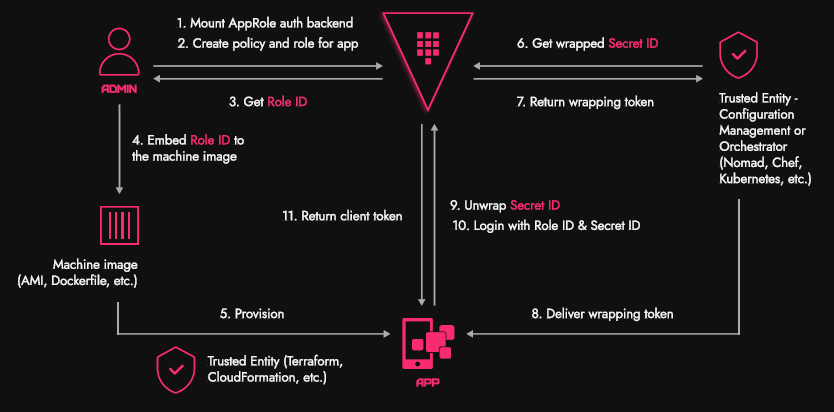 1. Mount AppRole auth backend
2. Create policy and role for app
6. Get wrapped Secret ID
ADMIN
3. Get Role ID
7. Return wrapping token
Trusted Entity -
Configuration
Management or
Orchestrator
(Nomad, Chef,
Kubernetes, etc.)
4. Embed Role ID to
the machine image
11. Return client token
9. Unwrap Secret ID
10. Login with Role ID & Secret ID
Machine image
(AMI, Dockerfile, etc.)
5. Provision
8. Deliver wrapping token
Trusted Entity (Terraform,
CloudFormation, etc.)
APP